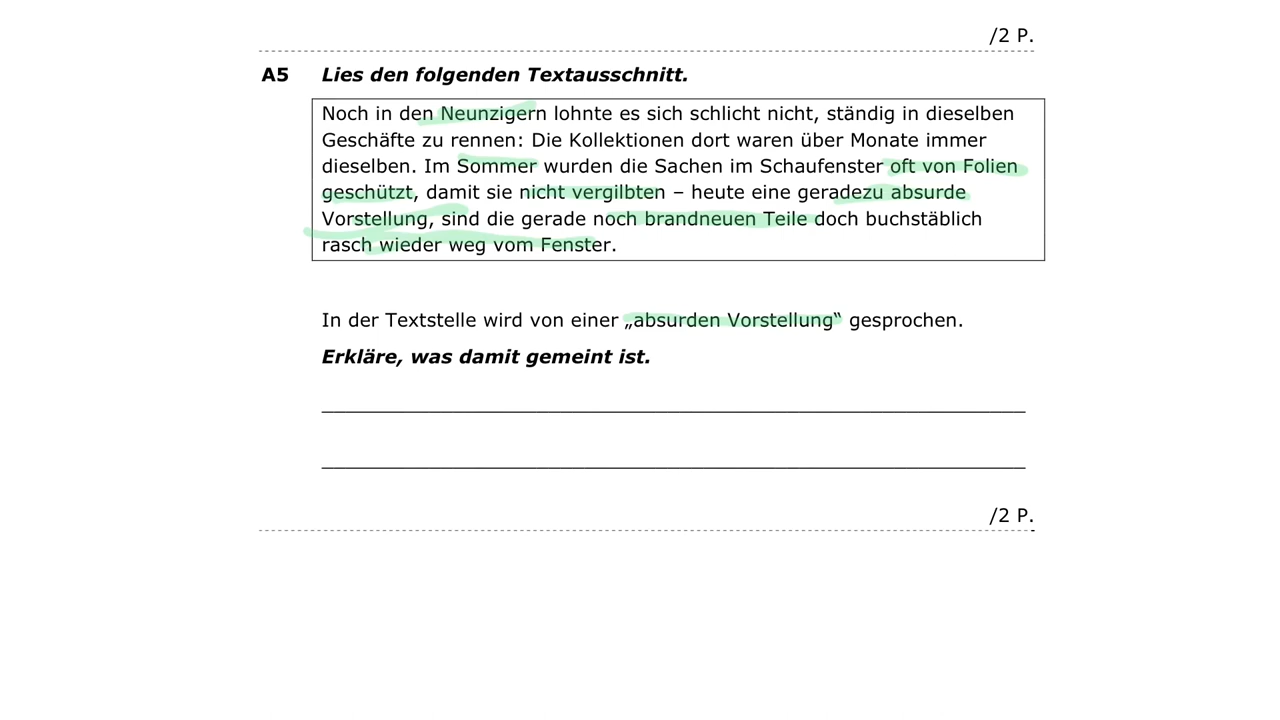 /2 P.
A5 Lies den folgenden Textausschnitt.
Noch in den Neunzigern lohnte es sich schlicht nicht, ständig in dieselben
Geschäfte zu rennen: Die Kollektionen dort waren über Monate immer
dieselben. Im Sommer wurden die Sachen im Schaufenster oft von Folien
geschützt, damit sie nicht vergilbten – heute eine geradezu absurde
Vorstellung, sind die gerade noch brandneuen Teile doch buchstäblich
rasch wieder weg vom Fenster.
In der Textstelle wird von einer „absurden Vorstellung“ gesprochen.
Erkläre, was damit gemeint ist.
/2 P.